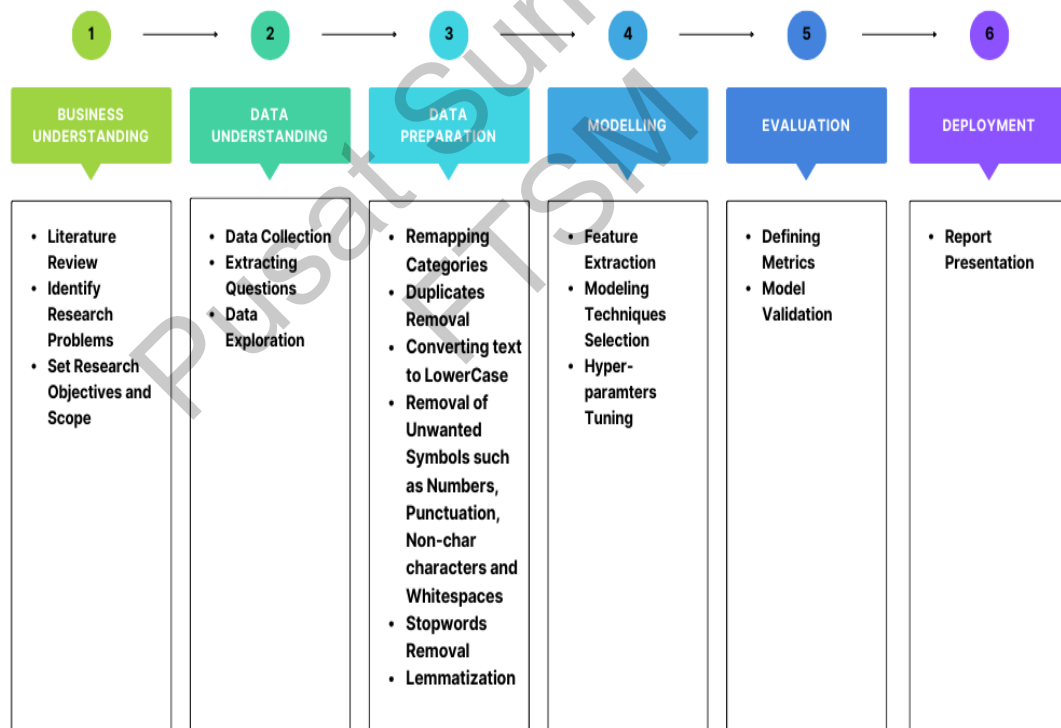 1
2
3
4
5
6
BUSINESS
UNDERSTANDING
DATA
UNDERSTANDING
DATA
PREPARATION
MODELLING
EVALUATION
DEPLOYMENT
• Literature
Review
• Identify
Research
Problems
• Set Research
Objectives and
Scope
• Data Collection
• Extracting
Questions
• Data
Exploration
• Remapping
Categories
• Duplicates
Removal
• Converting text
to LowerCase
• Removal of
Unwanted
Symbols such
as Numbers,
Punctuation,
Non-char
characters and
Whitespaces
• Stopwords
Removal
• Lemmatization
• Feature
Extraction
• Modeling
Techniques
Selection
• Hyper-
paramters
Tuning
• Defining
Metrics
• Model
Validation
• Report
Presentation
Pusat
FTSM